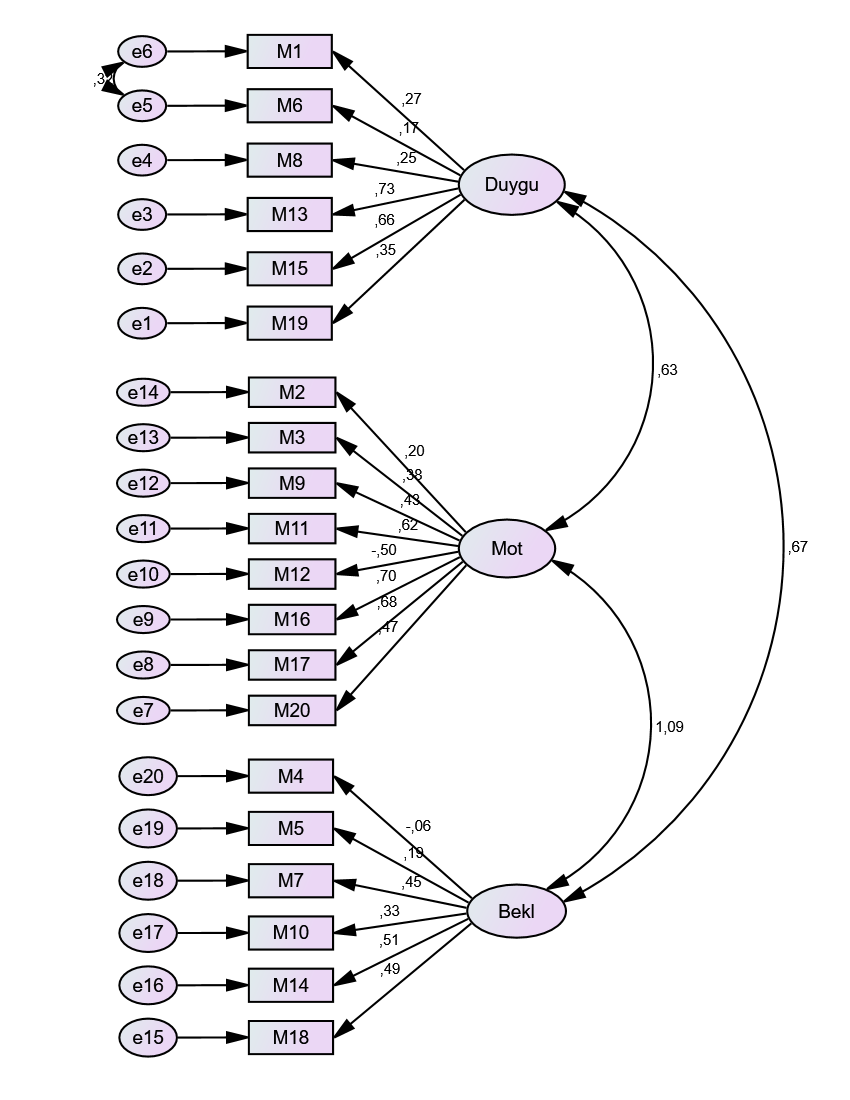 e6
M1
e5
M6
e4
M8
e3
M13
e2
M15
e1
M19
,27
,17
,25
,73
,66
,35
Duygu
e14
M2
e13
M3
e12
M9
e11
M11
e10
M12
e9
M16
e8
M17
e7
M20
,20
,38
,43
,62
-,50
,70
,68
,47
Mot
,63
,67
1,09
e20
M4
e19
M5
e18
M7
e17
M10
e16
M14
e15
M18
-,06
,19
,45
,33
,51
,49
Bekl